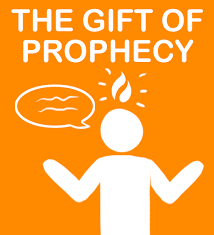 THE GIFT OF
PROPHECY